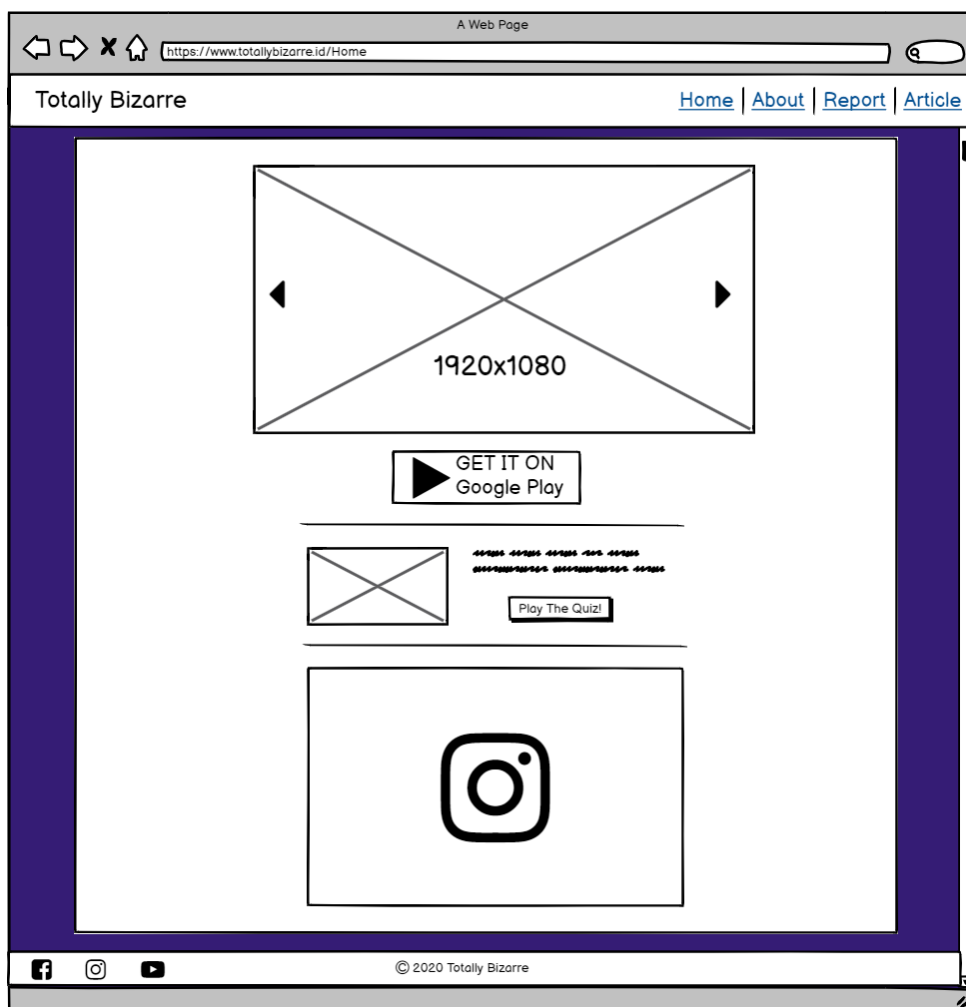 A Web Page
https://www.totallybizarre.id/Home
Totally Bizarre
Home | About | Report | Article
1920x1080
GET IT ON
Google Play
Play The Quiz!
© 2020 Totally Bizarre